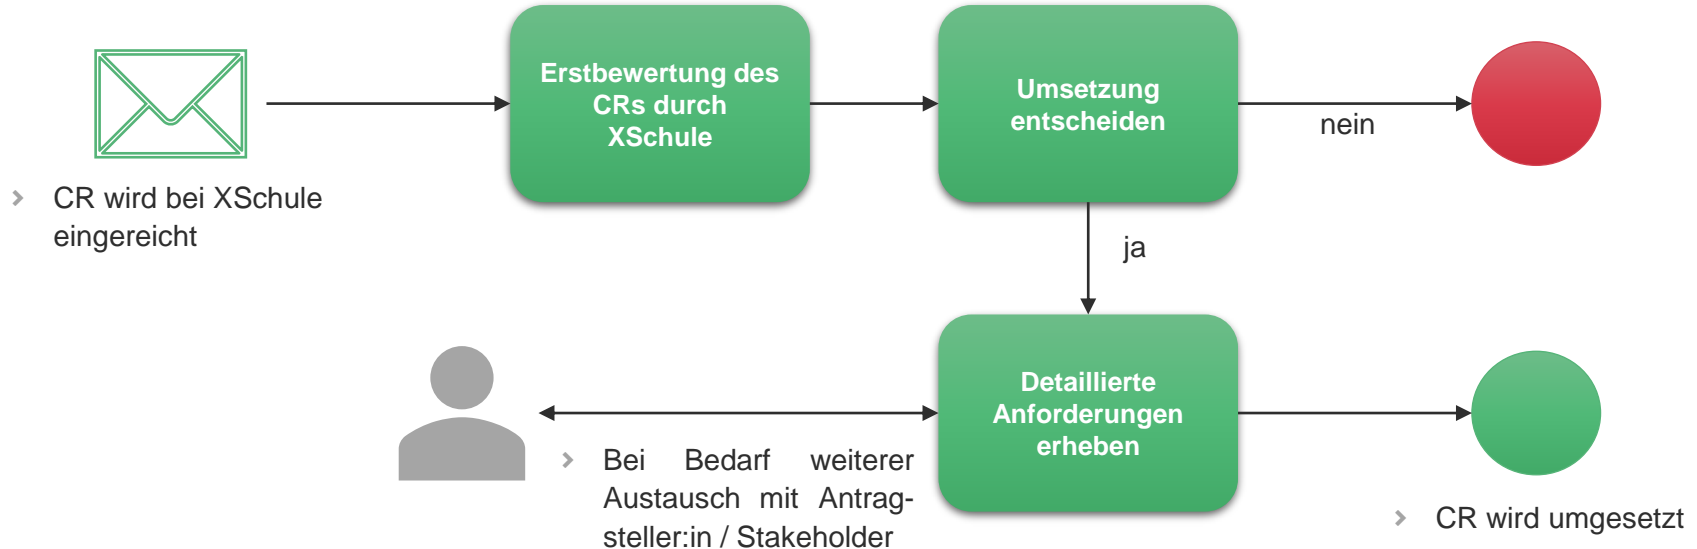 Erstbewertung des
CRs durch
XSchule
Umsetzung
entscheiden
nein
CR wird bei XSchule
eingereicht
ja
Detaillierte
Anforderungen
erheben
Bei Bedarf weiterer
Austausch mit Antrag-
steller:in / Stakeholder
CR wird umgesetzt